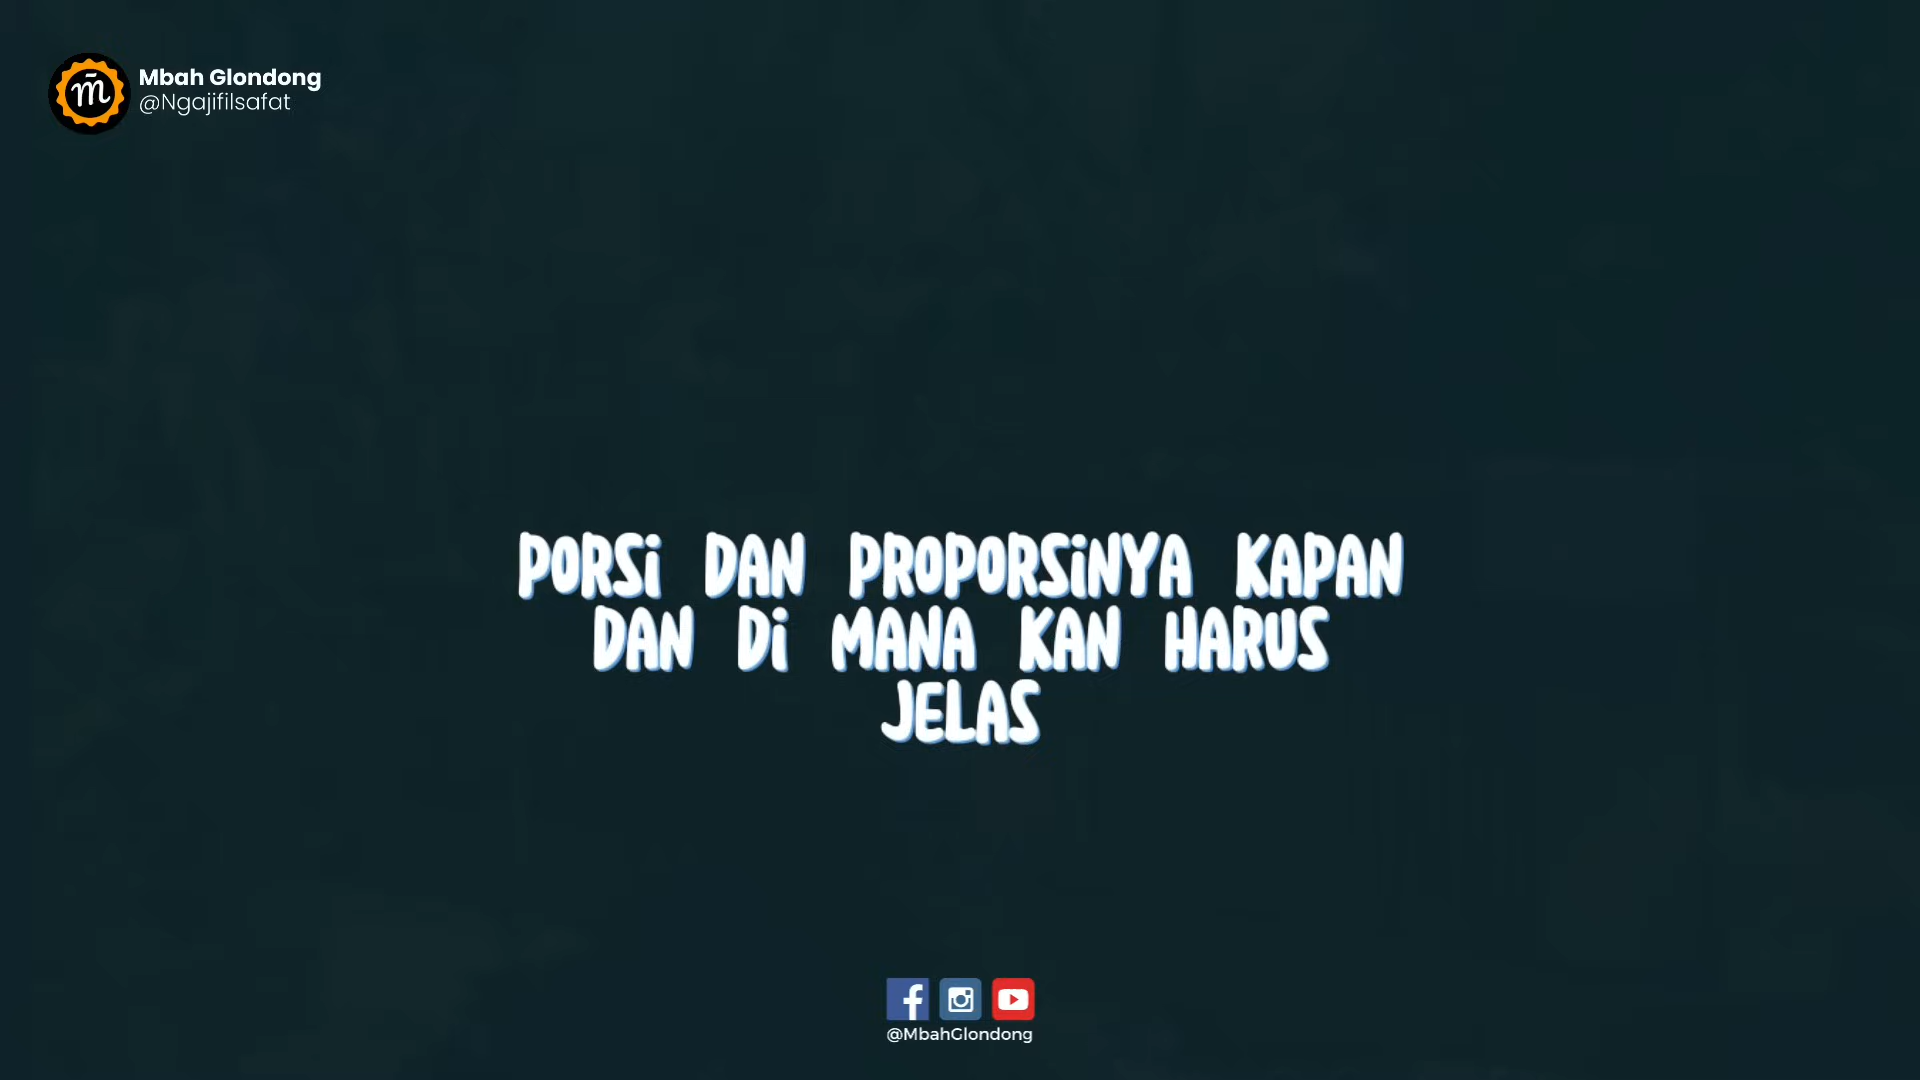 Mbah Glondong
@Ngajifilsafat
PORSi DAN PROPORSiNYA KAPAN
DAN Di MANA KAN HARUS
JELAS
@MbahGlondong